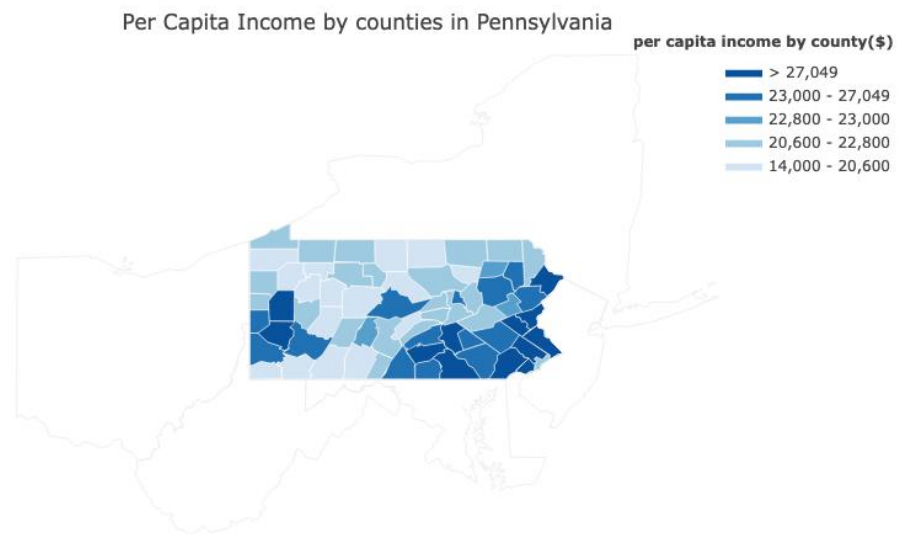 Per Capita Income by counties in Pennsylvania
per capita income by county($)
> 27,049
23,000 - 27,049
22,800 - 23,000
20,600 - 22,800
14,000 - 20,600